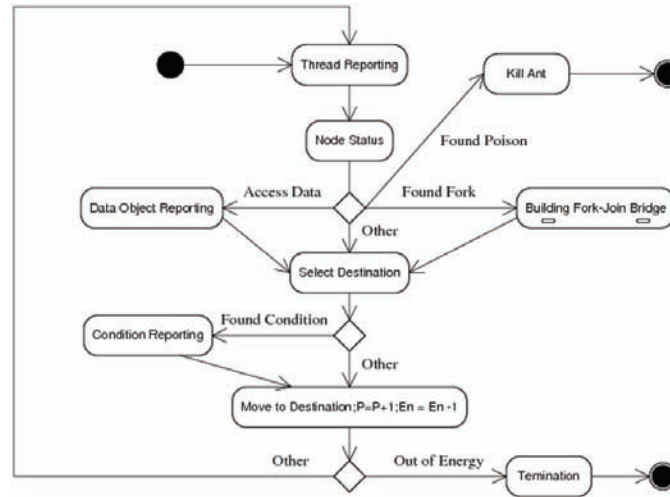 Thread Reporting
Kill Ant
Node Status
Found Poison
Access Data
Found Fork
Data Object Reporting
Building Fork-Join Bridge
Other
Select Destination
Found Condition
Condition Reporting
Other
Move to Destination;P=P+1;En = En -1
Other
Out of Energy
Temination